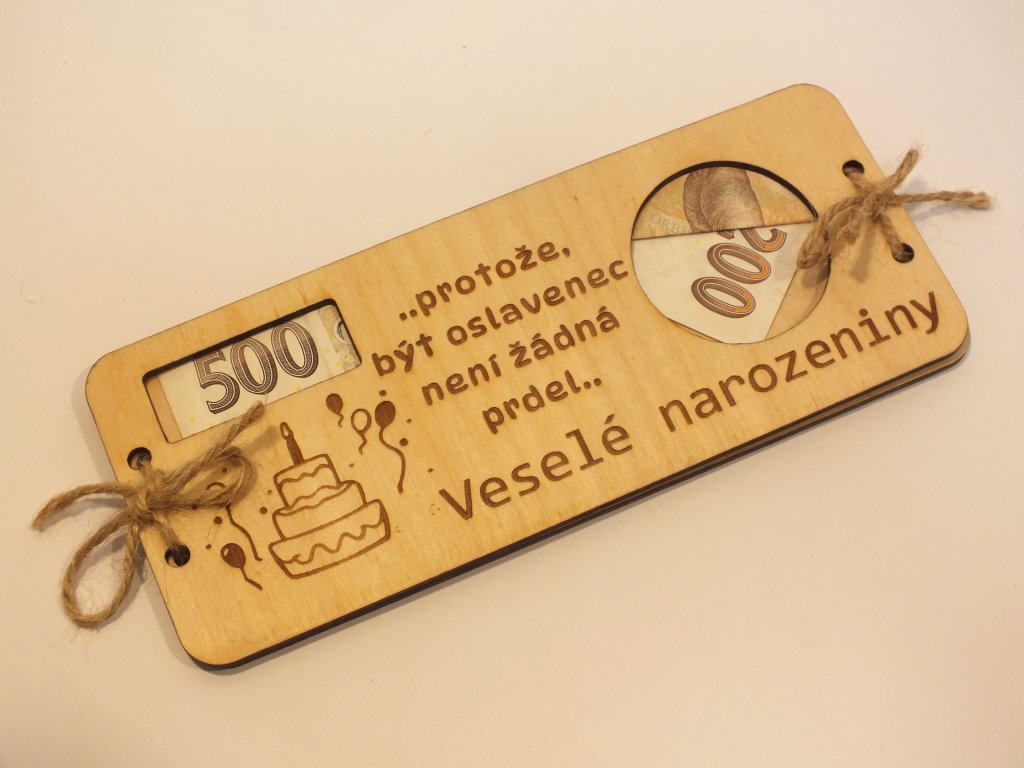 ..protože,
být oslavenec
není žádná
prdel..
Veselé narozeniny
500